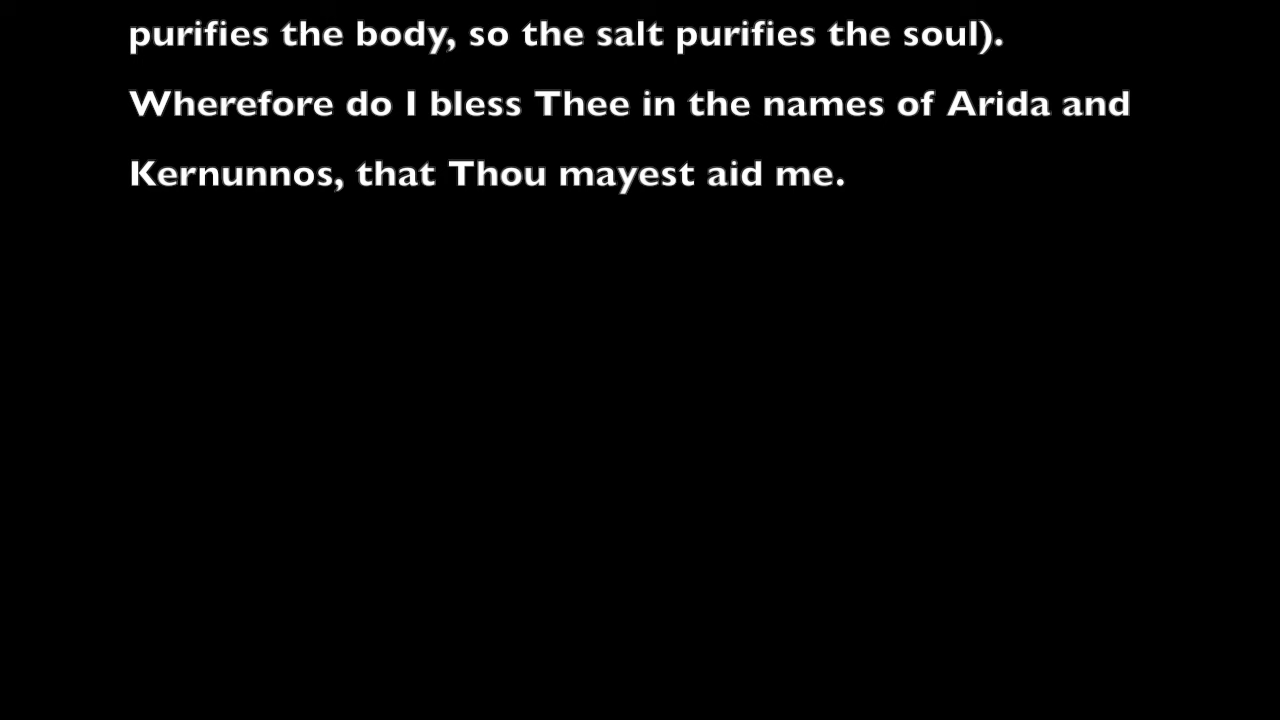 purifies the body, so the salt purifies the soul).
Wherefore do I bless Thee in the names of Arida and
Kernunnos, that Thou mayest aid me.